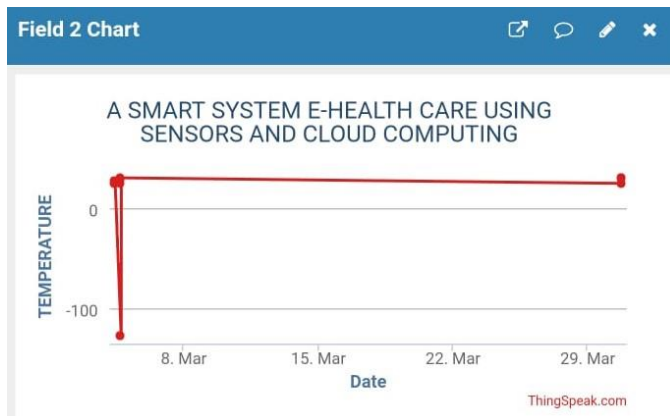 Field 2 Chart
A SMART SYSTEM E-HEALTH CARE USING
SENSORS AND CLOUD COMPUTING
TEMPERATURE
0
-100
8. Mar
15. Mar
22. Mar
29. Mar
Date
ThingSpeak.com